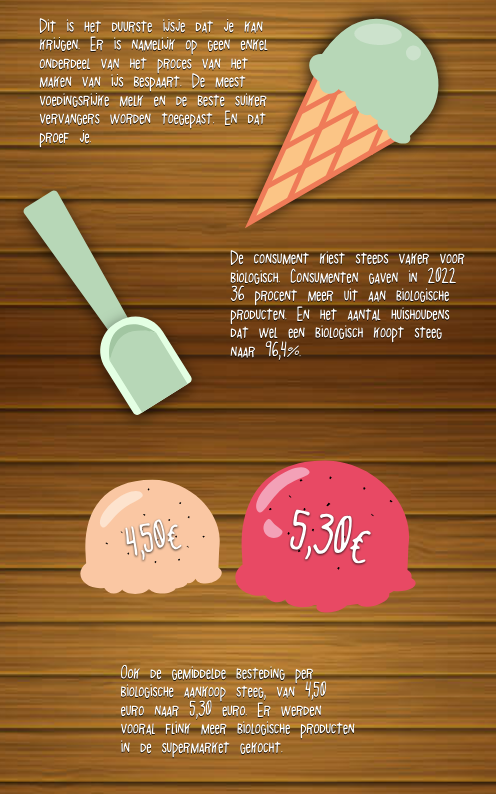 Dit is het duurste ijsje dat je kan
krijgen. Er is namelijk op geen enkel
onderdeel van het proces van het
maken van ijs bespaart. De meest
voedingsrijke melk en de beste suiker
vervangers worden toegepast. En dat
proef je.
De consument kiest steeds vaker voor
biologisch. Consumenten gaven in 2022
36 procent meer uit aan biologische
producten. En het aantal huishoudens
dat wel een biologisch koopt steeg
naar 96,4%.
4,50€
5,30€
Ook de gemiddelde besteding per
biologische aankoop steeg, van 4,50
euro naar 5,30 euro. Er werden
vooral flink meer biologische producten
in de supermarket gekocht.